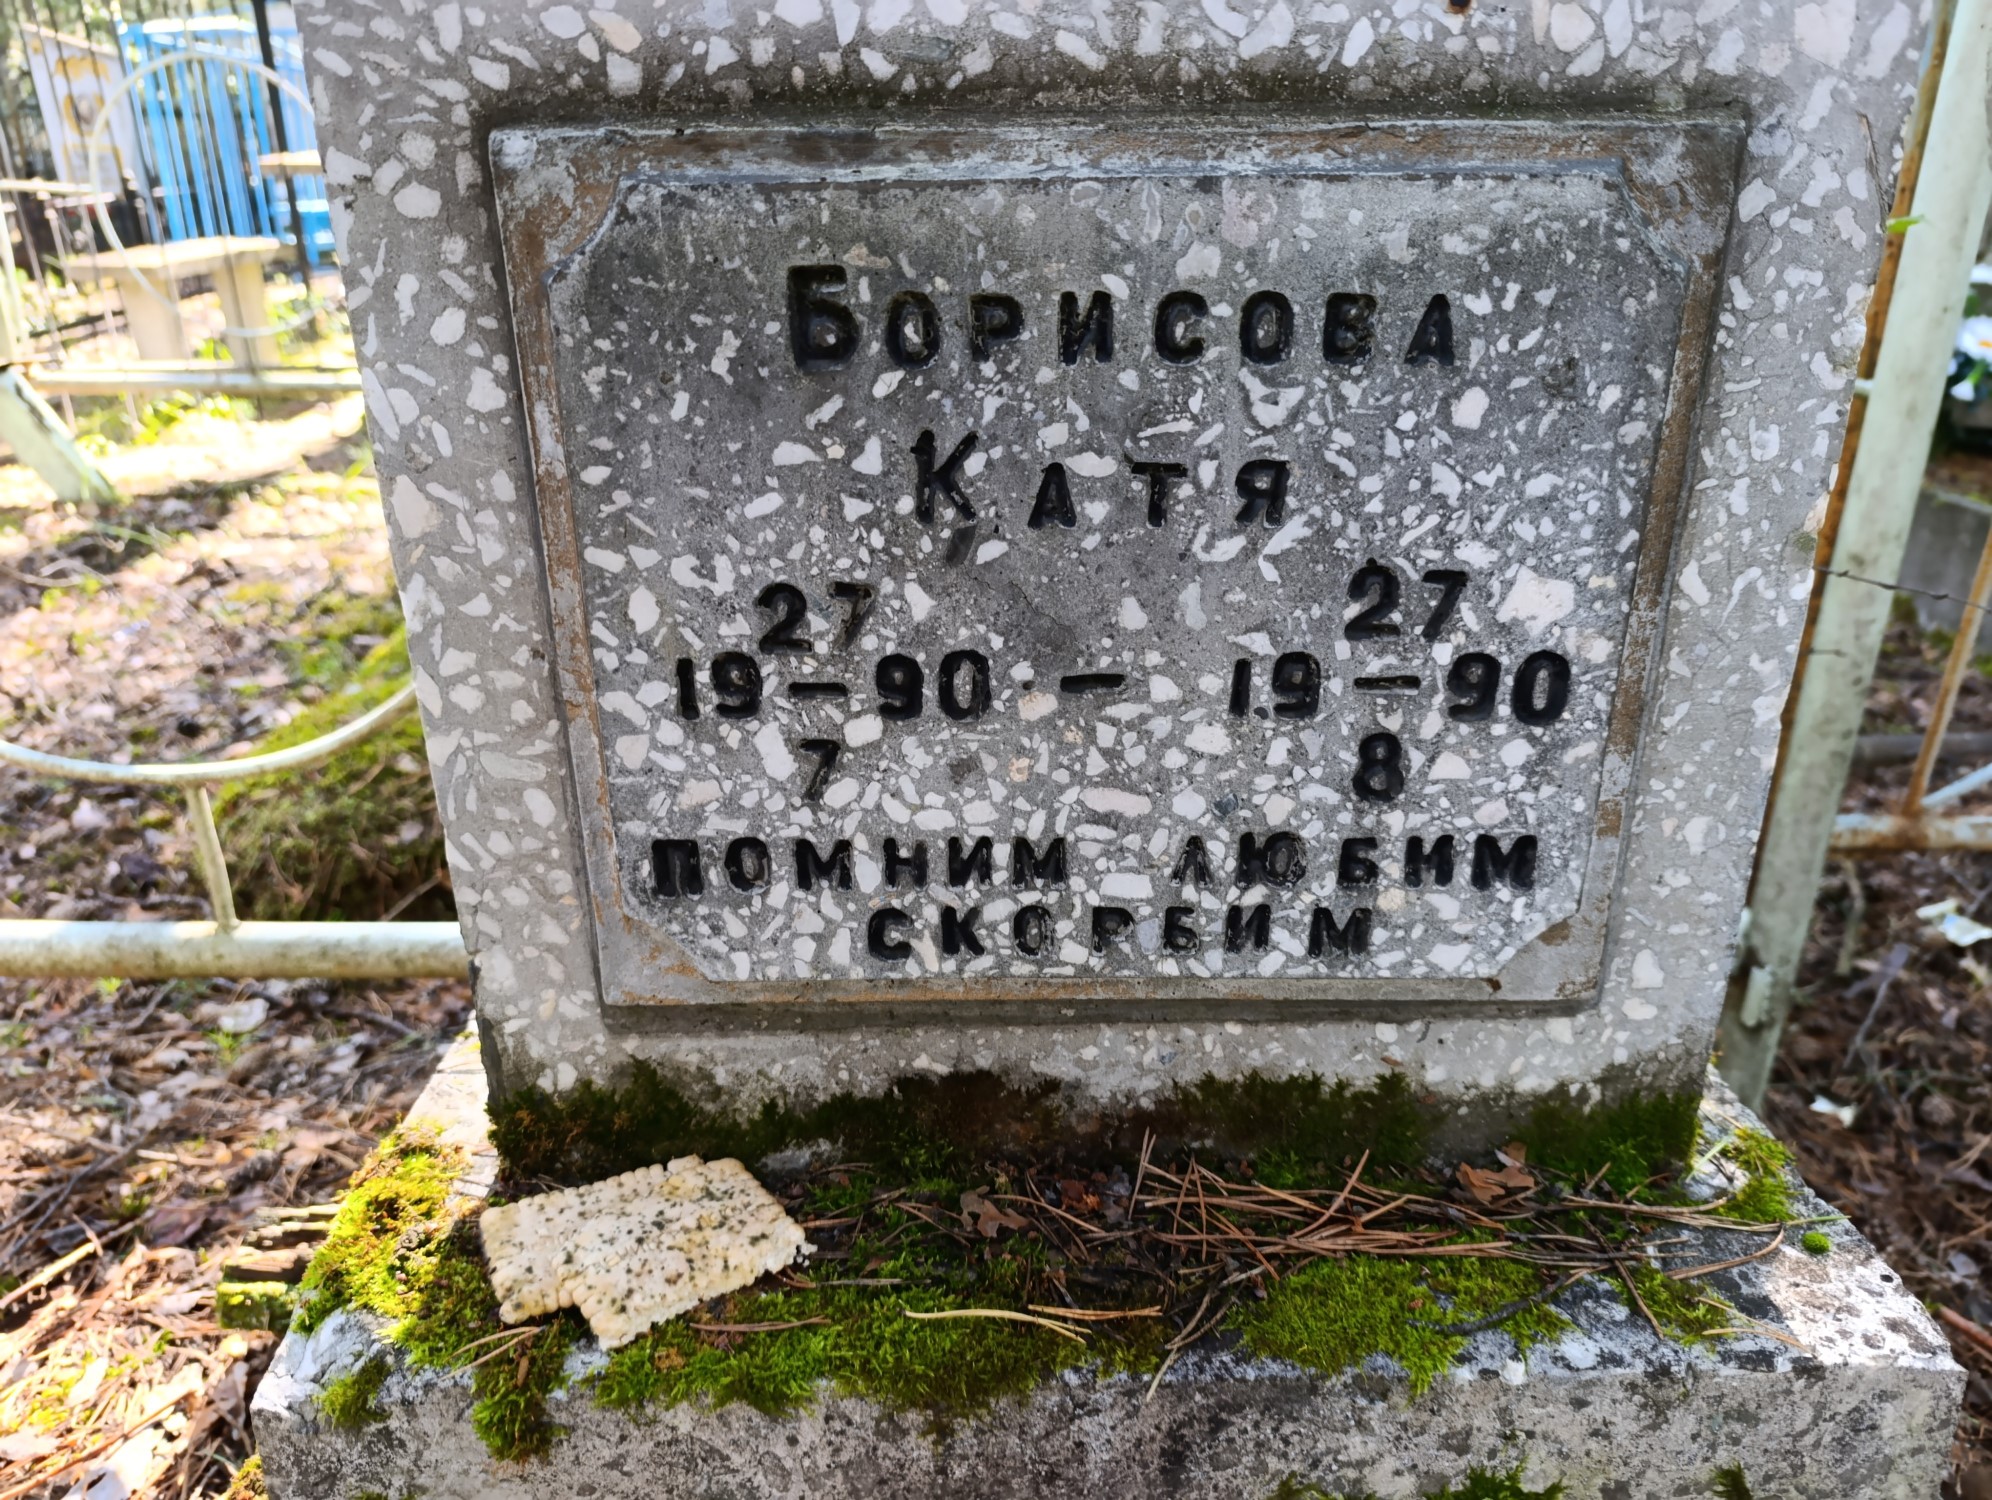 Борисова
Катя
27 27
19—90 — 19—90
7 8
ПОМНИМ ЛЮБИМ
СКОРБИМ